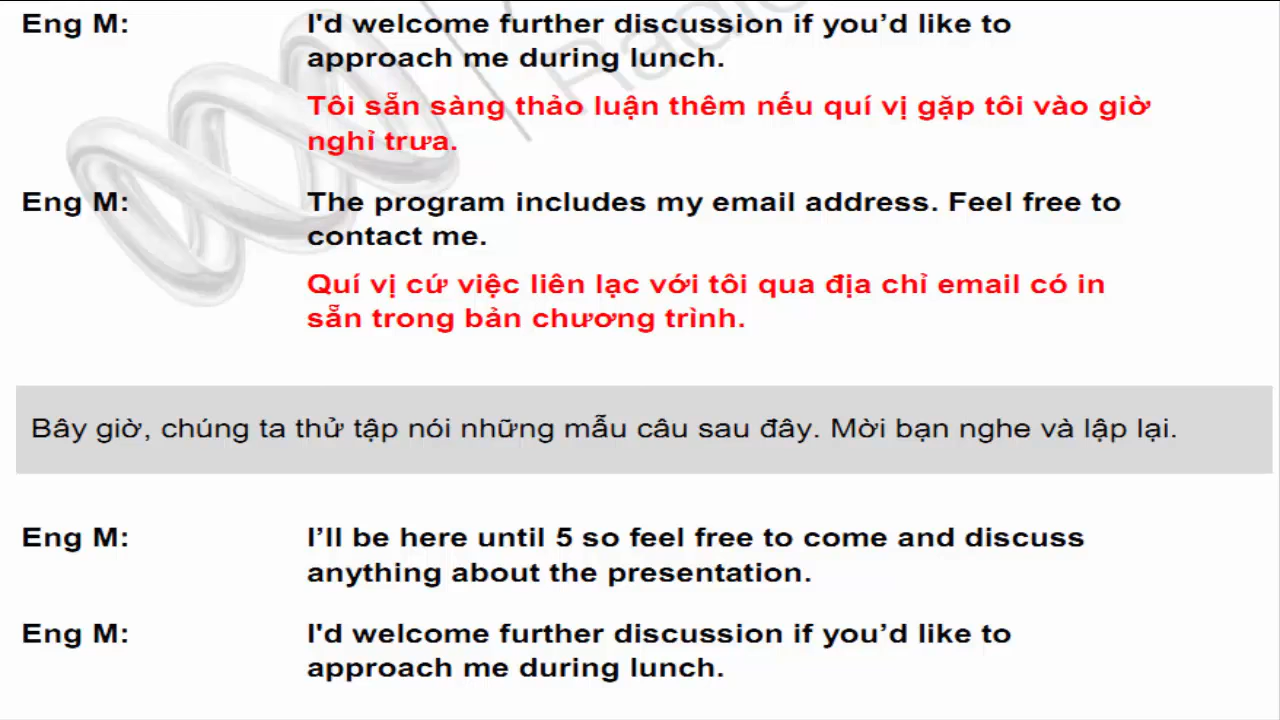 Eng M: I'd welcome further discussion if you’d like to
approach me during lunch.
Tôi sẵn sàng thảo luận thêm nếu quí vị gặp tôi vào giờ
nghỉ trưa.
Eng M: The program includes my email address. Feel free to
contact me.
Quí vị cứ việc liên lạc với tôi qua địa chỉ email có in
sẵn trong bản chương trình.
Bây giờ, chúng ta thử tập nói những mẫu câu sau đây. Mời bạn nghe và lập lại.
Eng M: I’ll be here until 5 so feel free to come and discuss
anything about the presentation.
Eng M: I'd welcome further discussion if you’d like to
approach me during lunch.